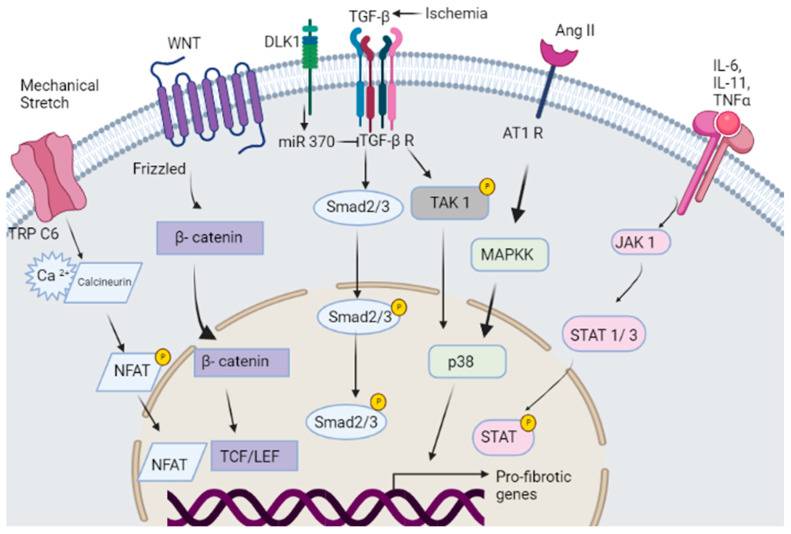 TGF-β
Ischemia
DLK1
WNT
Ang II
IL-6,
IL-11,
TNFα
Mechanical
Stretch
miR 370
TGF-β R
AT1 R
Frizzled
TRP C6
Smad2/3
TAK 1
P
β- catenin
MAPKK
JAK 1
Ca 2+
Calcineurin
Smad2/3
P
STAT 1/ 3
NFAT
P
β- catenin
p38
Smad2/3
P
STAT
P
NFAT
TCF/LEF
Pro-fibrotic
genes